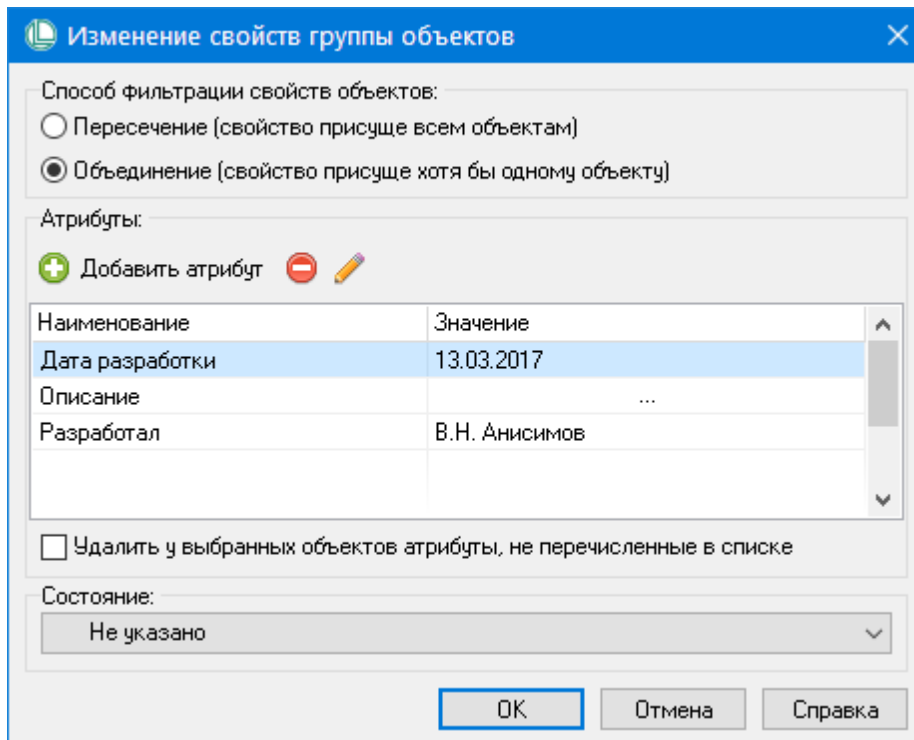 Изменение свойств группы объектов
Способ фильтрации свойств объектов:
Пересечение (свойство присуще всем объектам)
Объединение (свойство присуще хотя бы одному объекту)
Атрибуты:
Добавить атрибут
Наименование Значение
Дата разработки 13.03.2017
Описание ...
Разработал В.Н. Анисимов
Удалить у выбранных объектов атрибуты, не перечисленные в списке
Состояние:
Не указано
OK Отмена Справка